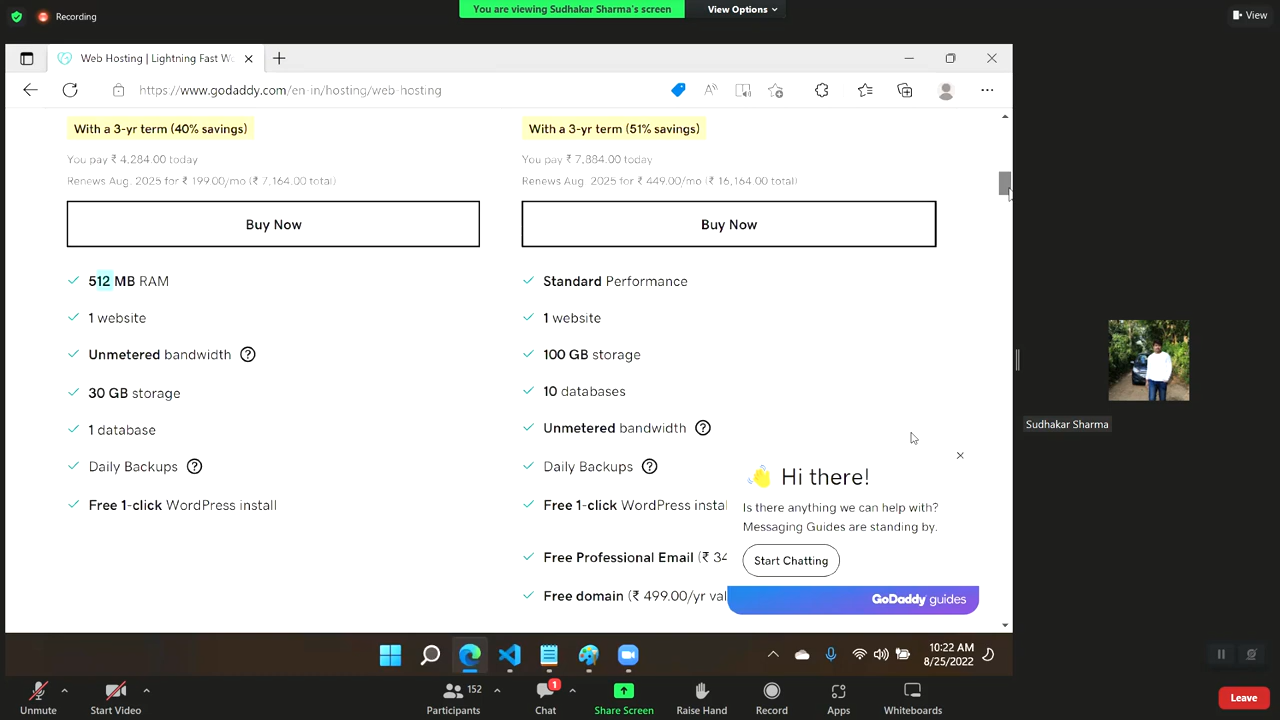 Recording
You are viewing Sudhakar Sharma's screen
View Options
View
Web Hosting | Lightning Fast W
https://www.godaddy.com/en-in/hosting/web-hosting
With a 3-yr term (40% savings)
You pay ₹ 4,284.00 today
Renews Aug. 2025 for ₹ 199.00/mo (₹ 7,164.00 total)
Buy Now
512 MB RAM
1 website
Unmetered bandwidth
30 GB storage
1 database
Daily Backups
Free 1-click WordPress install
With a 3-yr term (51% savings)
You pay ₹ 7,884.00 today
Renews Aug. 2025 for ₹ 449.00/mo (₹ 16,164.00 total)
Buy Now
Standard Performance
1 website
100 GB storage
10 databases
Unmetered bandwidth
Daily Backups
Free 1-click WordPress instal
Free Professional Email (₹ 34
Free domain (₹ 499.00/yr val
Hi there!
Is there anything we can help with?
Messaging Guides are standing by.
Start Chatting
GoDaddy guides
Sudhakar Sharma
10:22 AM
8/25/2022
Unmute
Start Video
152
Participants
1
Chat
Share Screen
Raise Hand
Record
Apps
Whiteboards
Leave